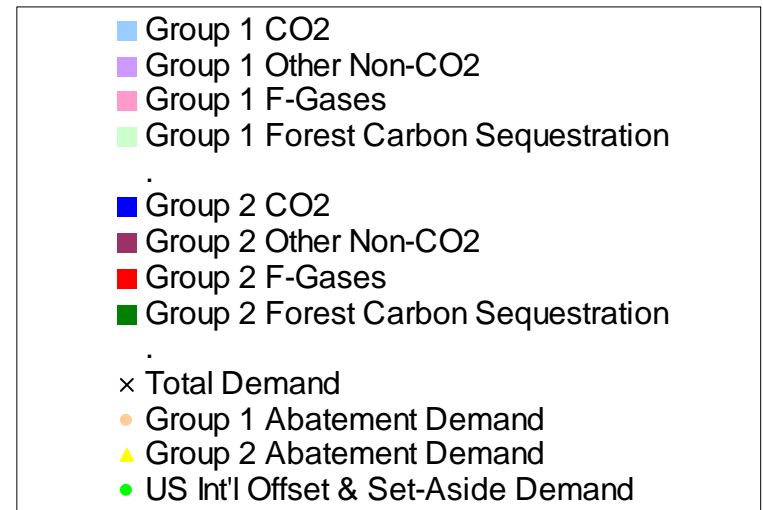 Group 1 CO2
Group 1 Other Non-CO2
Group 1 F-Gases
Group 1 Forest Carbon Sequestration
.
Group 2 CO2
Group 2 Other Non-CO2
Group 2 F-Gases
Group 2 Forest Carbon Sequestration
.
Total Demand
Group 1 Abatement Demand
Group 2 Abatement Demand
US Int'l Offset & Set-Aside Demand